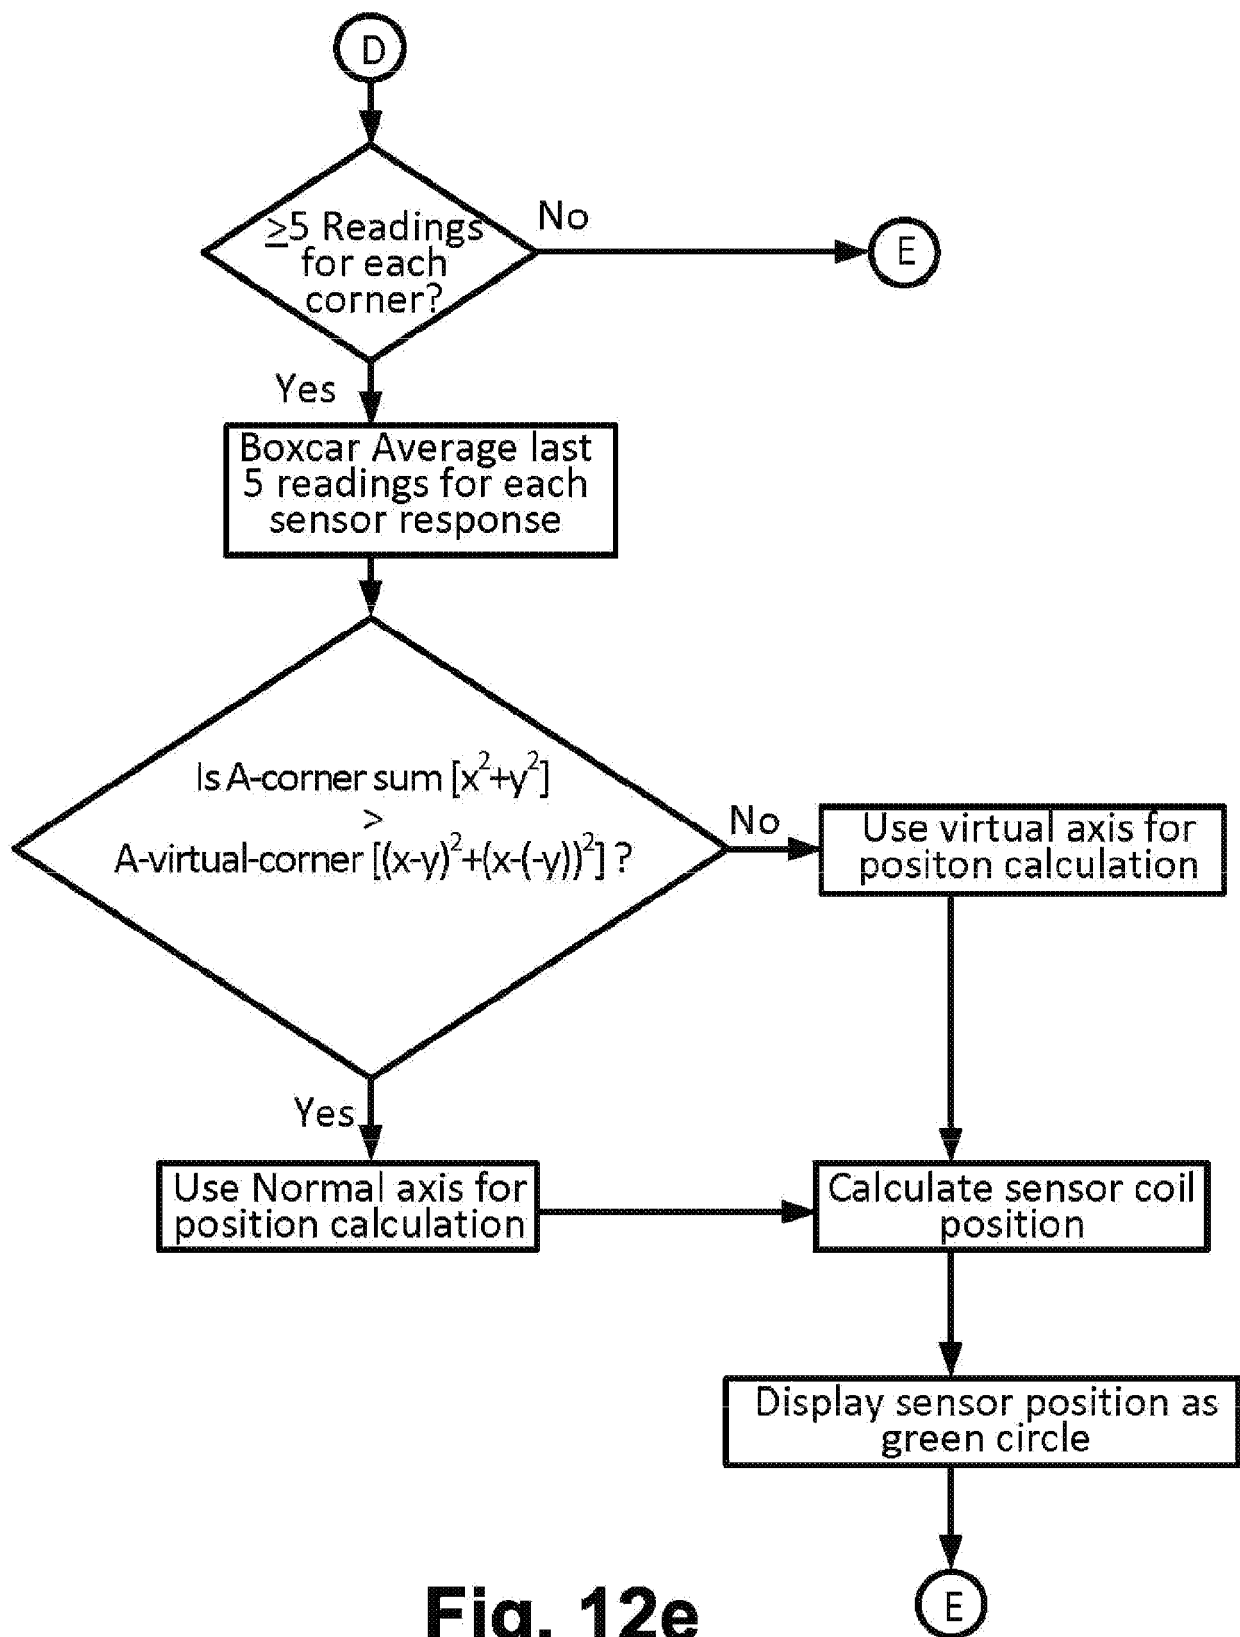 D
≥5 Readings
for each
corner?
No
E
Yes
Boxcar Average last
5 readings for each
sensor response
Is A-corner sum [x²+y²]
>
A-virtual-corner [(x-y)²+(x-(-y))²] ?
No
Use virtual axis for
positon calculation
Yes
Use Normal axis for
position calculation
Calculate sensor coil
position
Display sensor position as
green circle
E
Fig. 12e